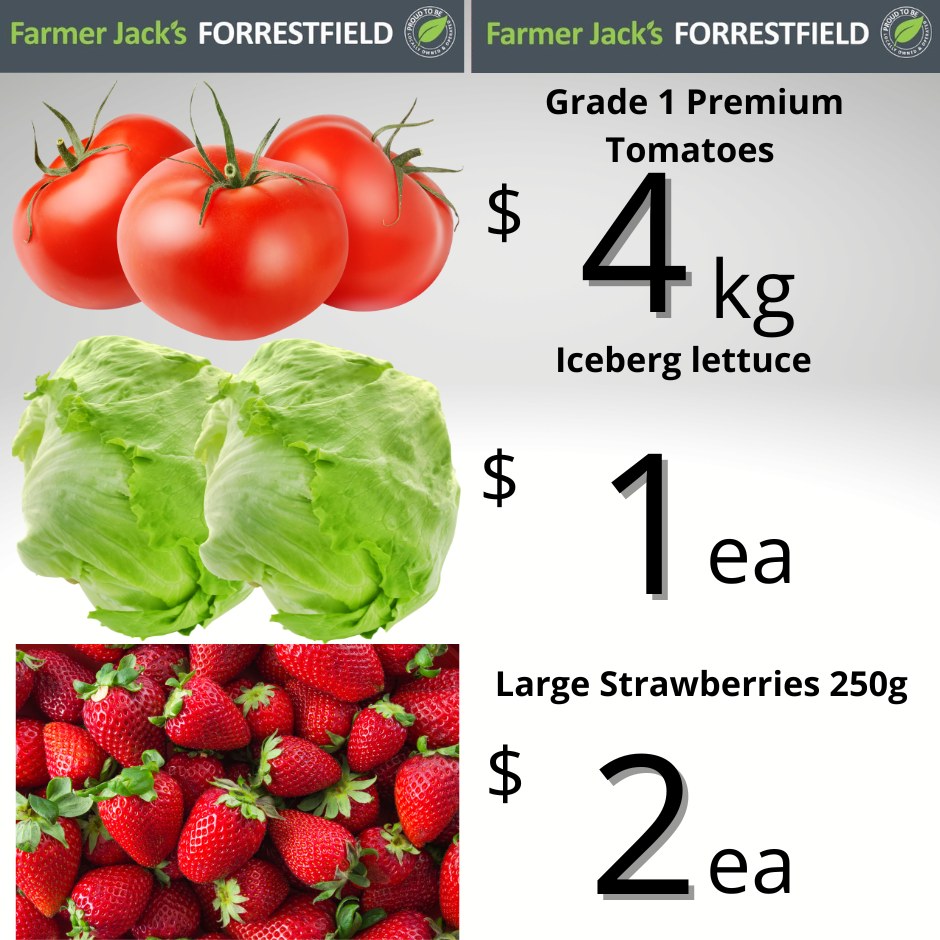 Farmer Jack's FORRESTFIELD
PROUD TO BE
Farmer Jack's FORRESTFIELD
PROUD TO BE
Grade 1 Premium
Tomatoes
$ 4 kg
Iceberg lettuce
$ 1 ea
Large Strawberries 250g
$ 2 ea